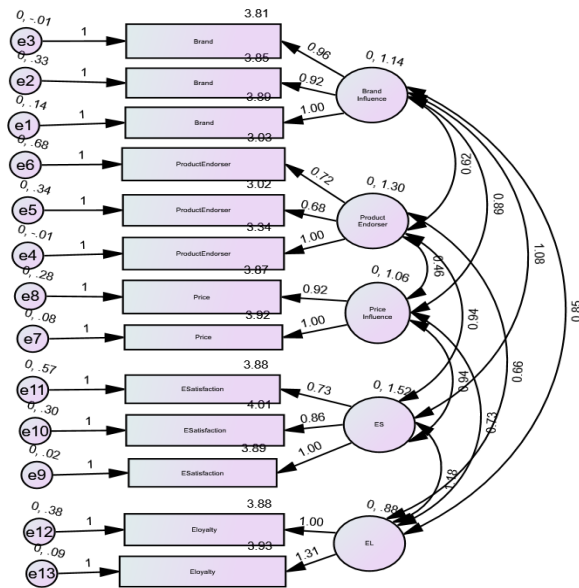 0, -.01
e3
1
3.81
Brand
0.96
0, .33
e2
1
3.85
Brand
0.92
0, 1.14
Brand
Influence
0, .14
e1
1
3.89
Brand
1.00
0, .68
e6
1
3.03
ProductEndorser
0.72
0, .34
e5
1
3.02
ProductEndorser
0.68
0, 1.30
Product
Endorser
0, -.01
e4
1
3.34
ProductEndorser
1.00
0, .28
e8
1
3.87
Price
0.92
0, 1.06
Price
Influence
0, .08
e7
1
3.92
Price
1.00
0, .57
e11
1
3.88
ESatisfaction
0.73
0, .30
e10
1
4.01
ESatisfaction
0.86
0, 1.52
ES
0, .02
e9
1
3.89
ESatisfaction
1.00
0, .38
e12
1
3.88
Eloyalty
1.00
0, .88
EL
0, .09
e13
1
3.93
Eloyalty
1.31
0.62
0.89
1.08
0.85
0.46
0.94
0.66
0.94
0.73
1.18